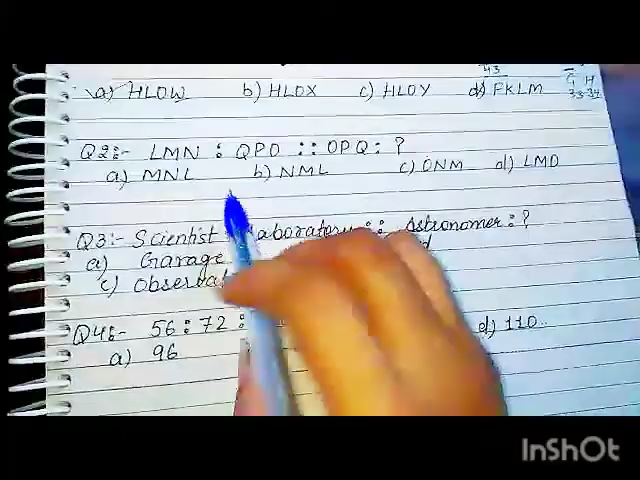 43
G H
33 34
a) HLOW b) HLOX c) HLOY d) PKLM
Q2:- LMN : QPO :: OPQ : ?
a) MNL b) NML c) ONM d) LMO
Q3:- Scientist Laboratory :: Astronomer : ?
a) Garage
c) Observat
Q4:- 56 : 72 :
a) 96 d) 110
InShOt